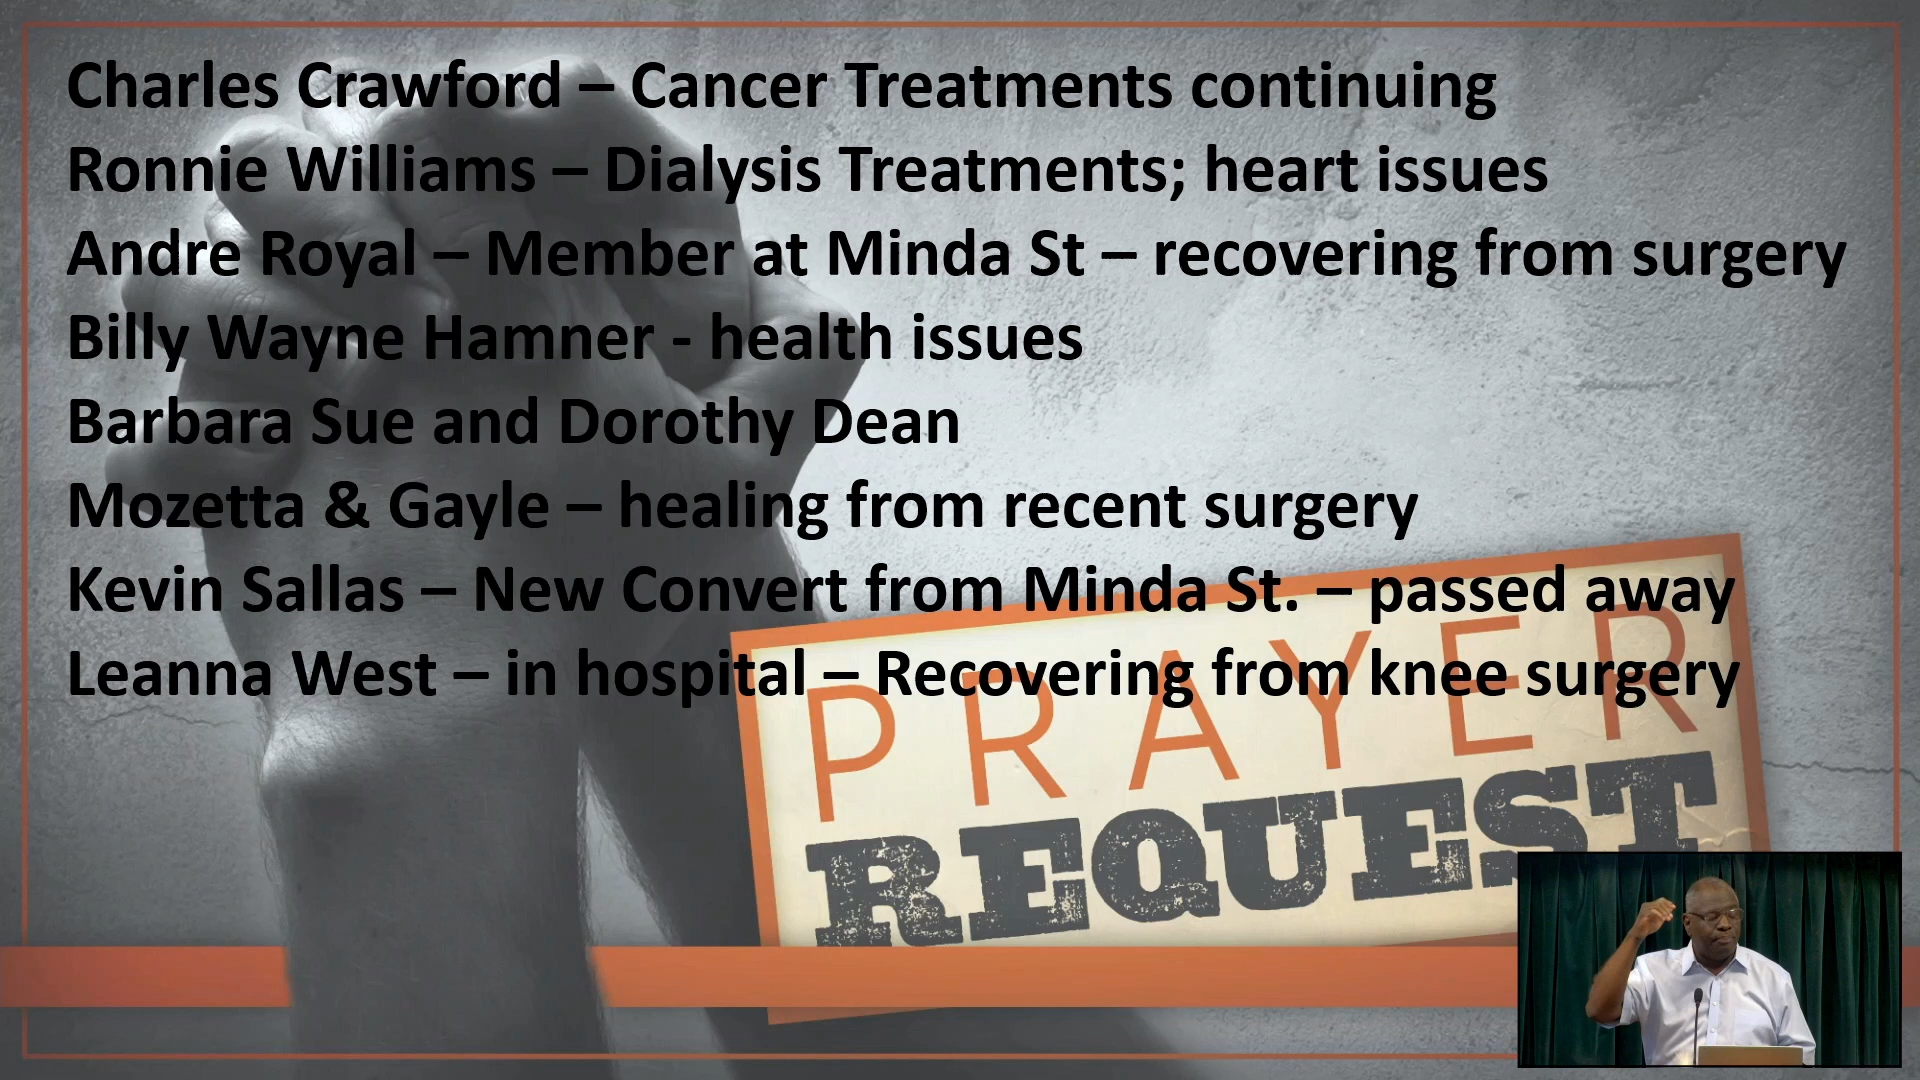 Charles Crawford – Cancer Treatments continuing
Ronnie Williams – Dialysis Treatments; heart issues
Andre Royal – Member at Minda St – recovering from surgery
Billy Wayne Hamner - health issues
Barbara Sue and Dorothy Dean
Mozetta & Gayle – healing from recent surgery
Kevin Sallas – New Convert from Minda St. – passed away
Leanna West – in hospital – Recovering from knee surgery
PRAYER
REQUEST